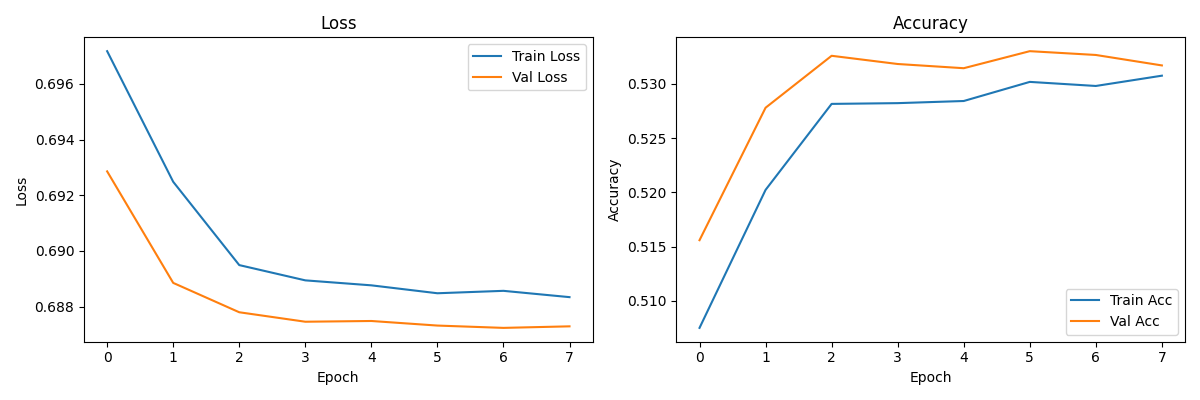 Loss
Train Loss
Val Loss
0.696
0.694
0.692
0.690
0.688
Loss
0 1 2 3 4 5 6 7
Epoch
Accuracy
0.530
0.525
0.520
0.515
0.510
Accuracy
Train Acc
Val Acc
0 1 2 3 4 5 6 7
Epoch